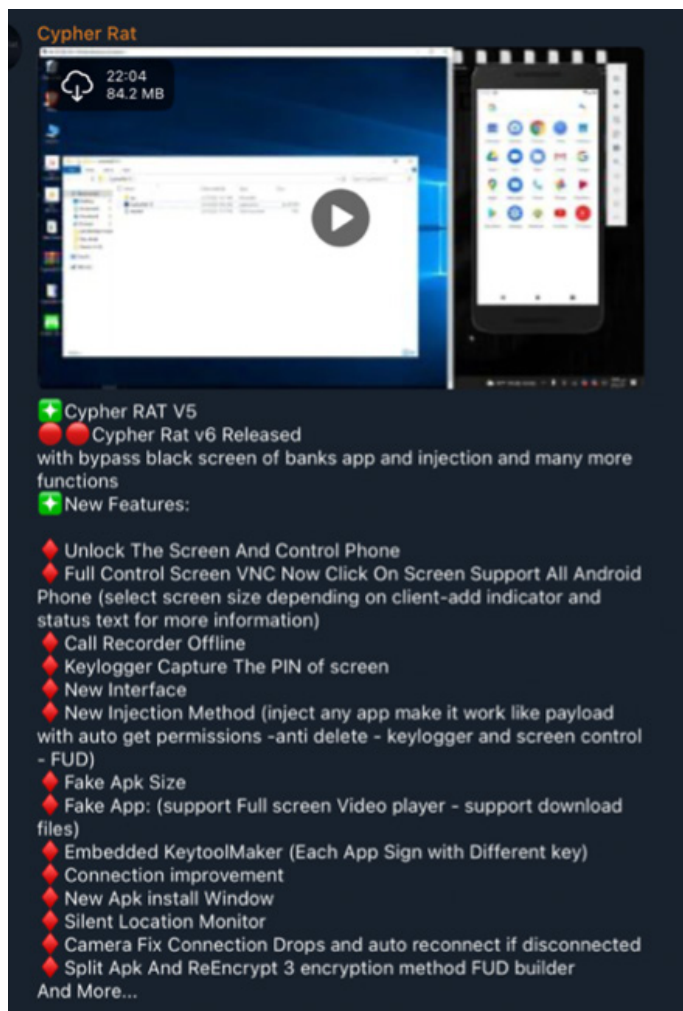 Cypher Rat
22:04
84.2 MB
Cypher RAT V5
Cypher Rat v6 Released
with bypass black screen of banks app and injection and many more
functions
New Features:
Unlock The Screen And Control Phone
Full Control Screen VNC Now Click On Screen Support All Android
Phone (select screen size depending on client-add indicator and
status text for more information)
Call Recorder Offline
Keylogger Capture The PIN of screen
New Interface
New Injection Method (inject any app make it work like payload
with auto get permissions -anti delete - keylogger and screen control
- FUD)
Fake Apk Size
Fake App: (support Full screen Video player - support download
files)
Embedded KeytoolMaker (Each App Sign with Different key)
Connection improvement
New Apk install Window
Silent Location Monitor
Camera Fix Connection Drops and auto reconnect if disconnected
Split Apk And ReEncrypt 3 encryption method FUD builder
And More...